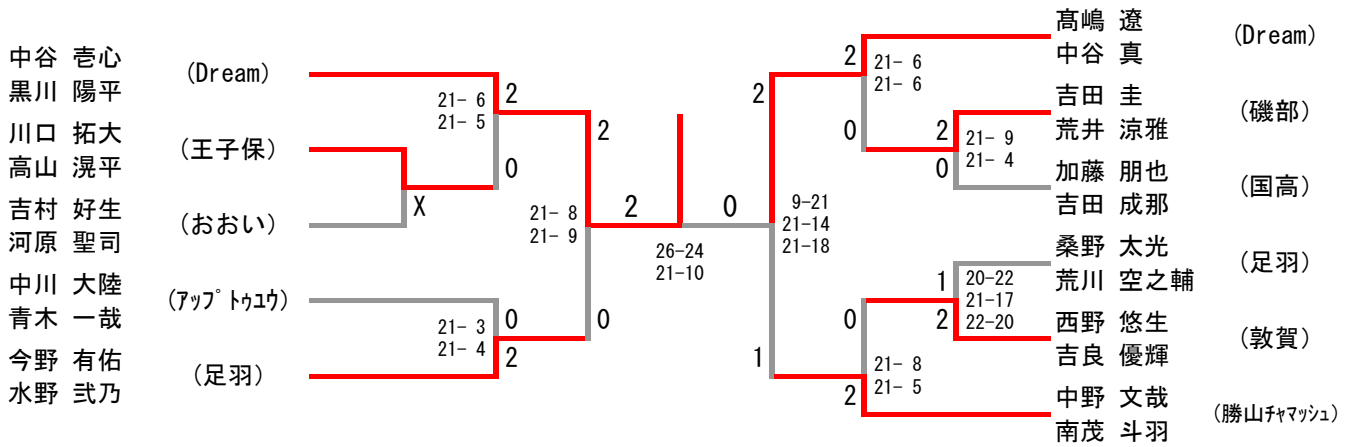 中谷 壱心
黒川 陽平
(Dream)
川口 拓大
高山 滉平
(王子保)
吉村 好生
河原 聖司
(おおい)
中川 大陸
青木 一哉
(ｱｯﾌﾟﾄｩﾕｳ)
今野 有佑
水野 弐乃
(足羽)
21- 6
21- 5
2
0
X
21- 3
21- 4
0
2
2
21- 8
21- 9
0
2
0
26-24
21-10
2
9-21
21-14
21-18
1
2
21- 6
21- 6
0
2
21- 9
21- 4
0
1
20-22
21-17
22-20
2
0
21- 8
21- 5
2
髙嶋 遼
中谷 真
(Dream)
吉田 圭
荒井 涼雅
(磯部)
加藤 朋也
吉田 成那
(国高)
桑野 太光
荒川 空之輔
(足羽)
西野 悠生
吉良 優輝
(敦賀)
中野 文哉
南茂 斗羽
(勝山ﾁｬﾏｯｼｭ)